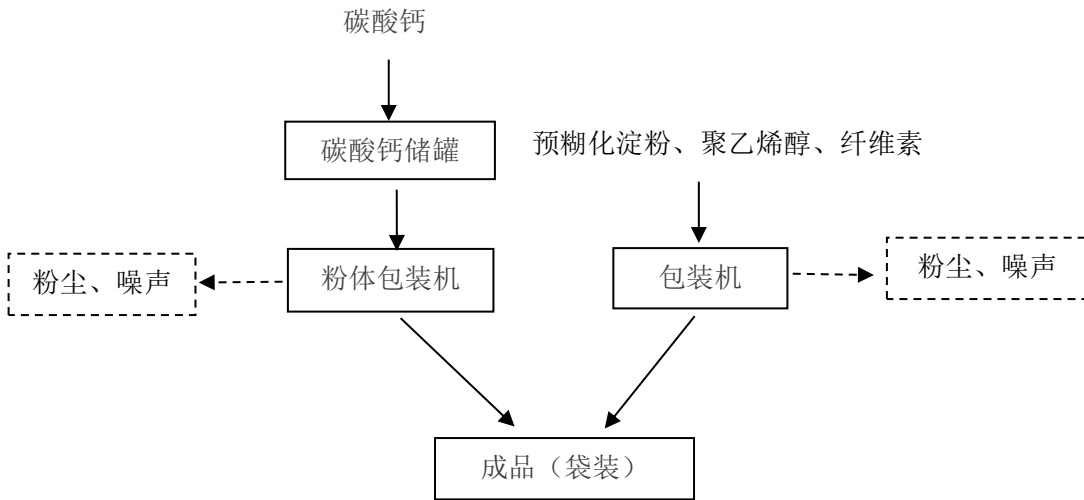 碳酸钙
碳酸钙储罐
预糊化淀粉、聚乙烯醇、纤维素
粉尘、噪声
粉体包装机
包装机
粉尘、噪声
成品（袋装）